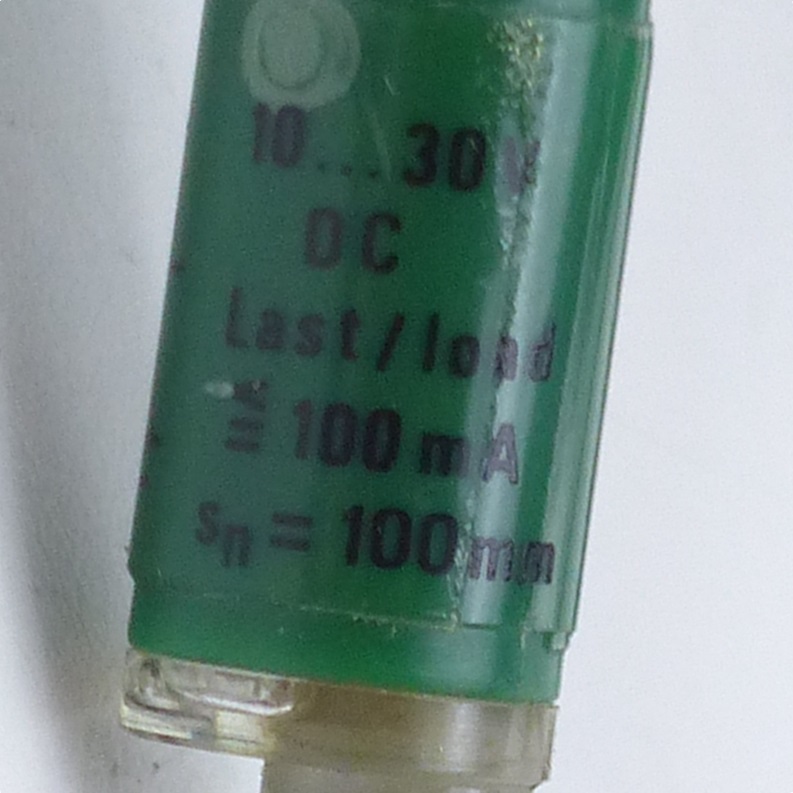 10...30 V
DC
Last/load
≦ 100 mA
sn = 100 mm